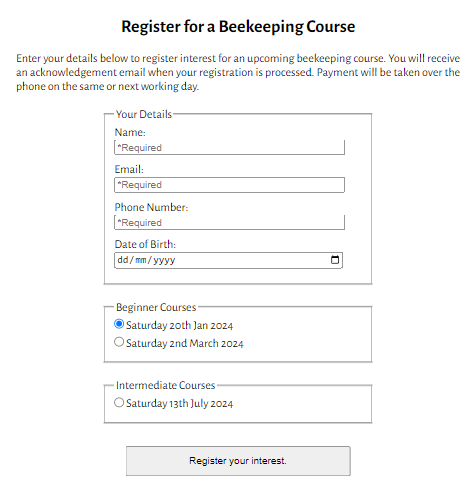 Register for a Beekeeping Course
Enter your details below to register interest for an upcoming beekeeping course. You will receive
an acknowledgement email when your registration is processed. Payment will be taken over the
phone on the same or next working day.
Your Details
Name:
*Required
Email:
*Required
Phone Number:
*Required
Date of Birth:
dd/mm/yyyy
Beginner Courses
Saturday 20th Jan 2024
Saturday 2nd March 2024
Intermediate Courses
Saturday 13th July 2024
Register your interest.